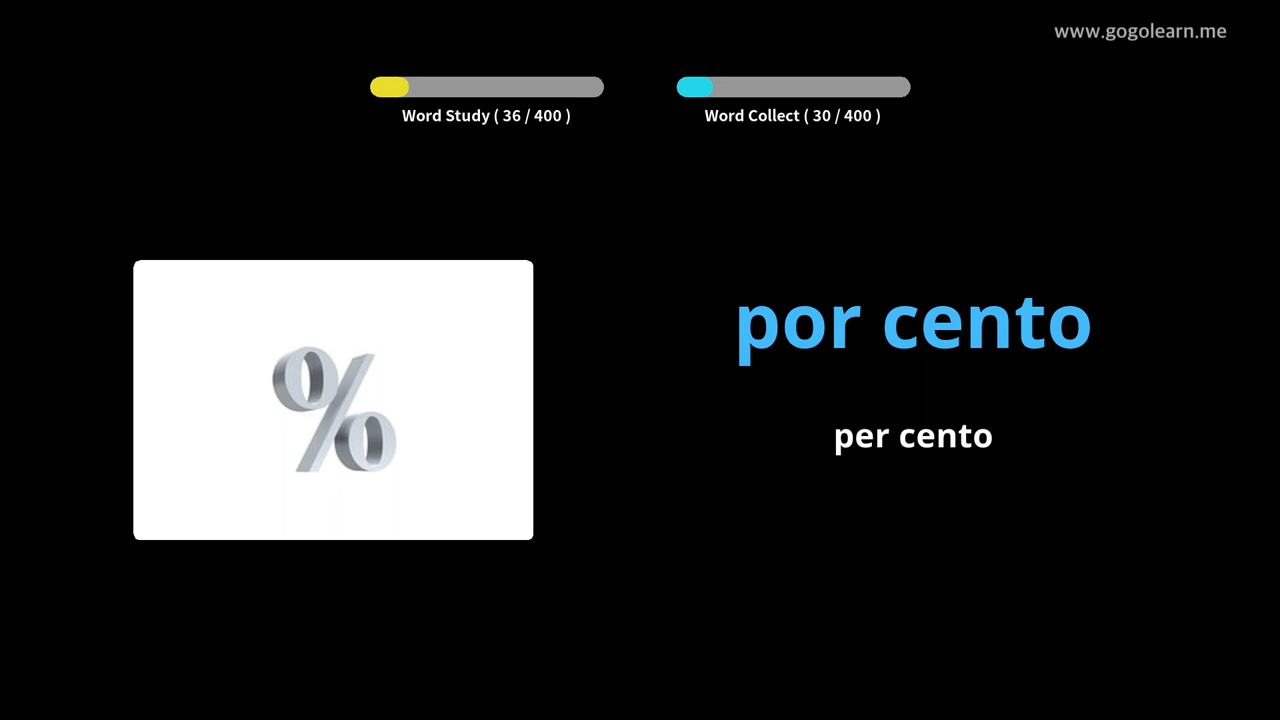 www.gogolearn.me
Word Study ( 36 / 400 )
Word Collect ( 30 / 400 )
%
por cento
per cento